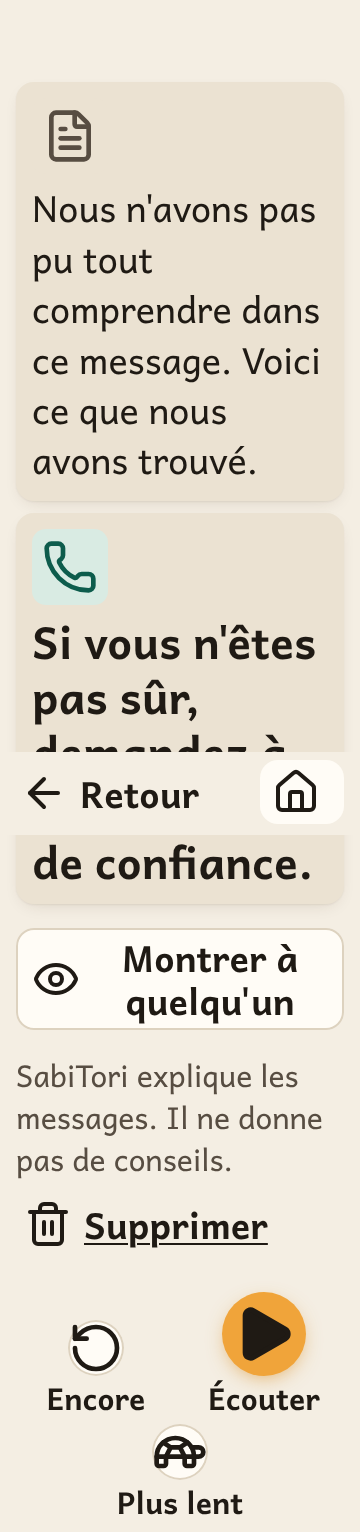 Nous n'avons pas
pu tout
comprendre dans
ce message. Voici
ce que nous
avons trouvé.
Si vous n'êtes
pas sûr,
demandez à
Retour
de confiance.
Montrer à
quelqu'un
SabiTori explique les
messages. Il ne donne
pas de conseils.
Supprimer
Encore
Écouter
Plus lent